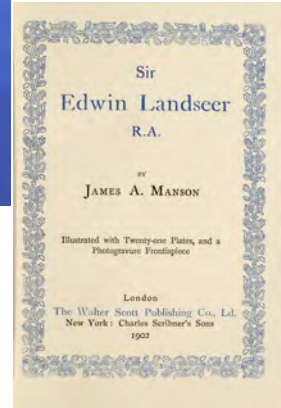 Sir
Edwin Landseer
R.A.
BY
JAMES A. MANSON
Illustrated with Twenty-one Plates, and a
Photogravure Frontispiece
London
The Walter Scott Publishing Co., Ld.
New York: Charles Scribner's Sons
1902